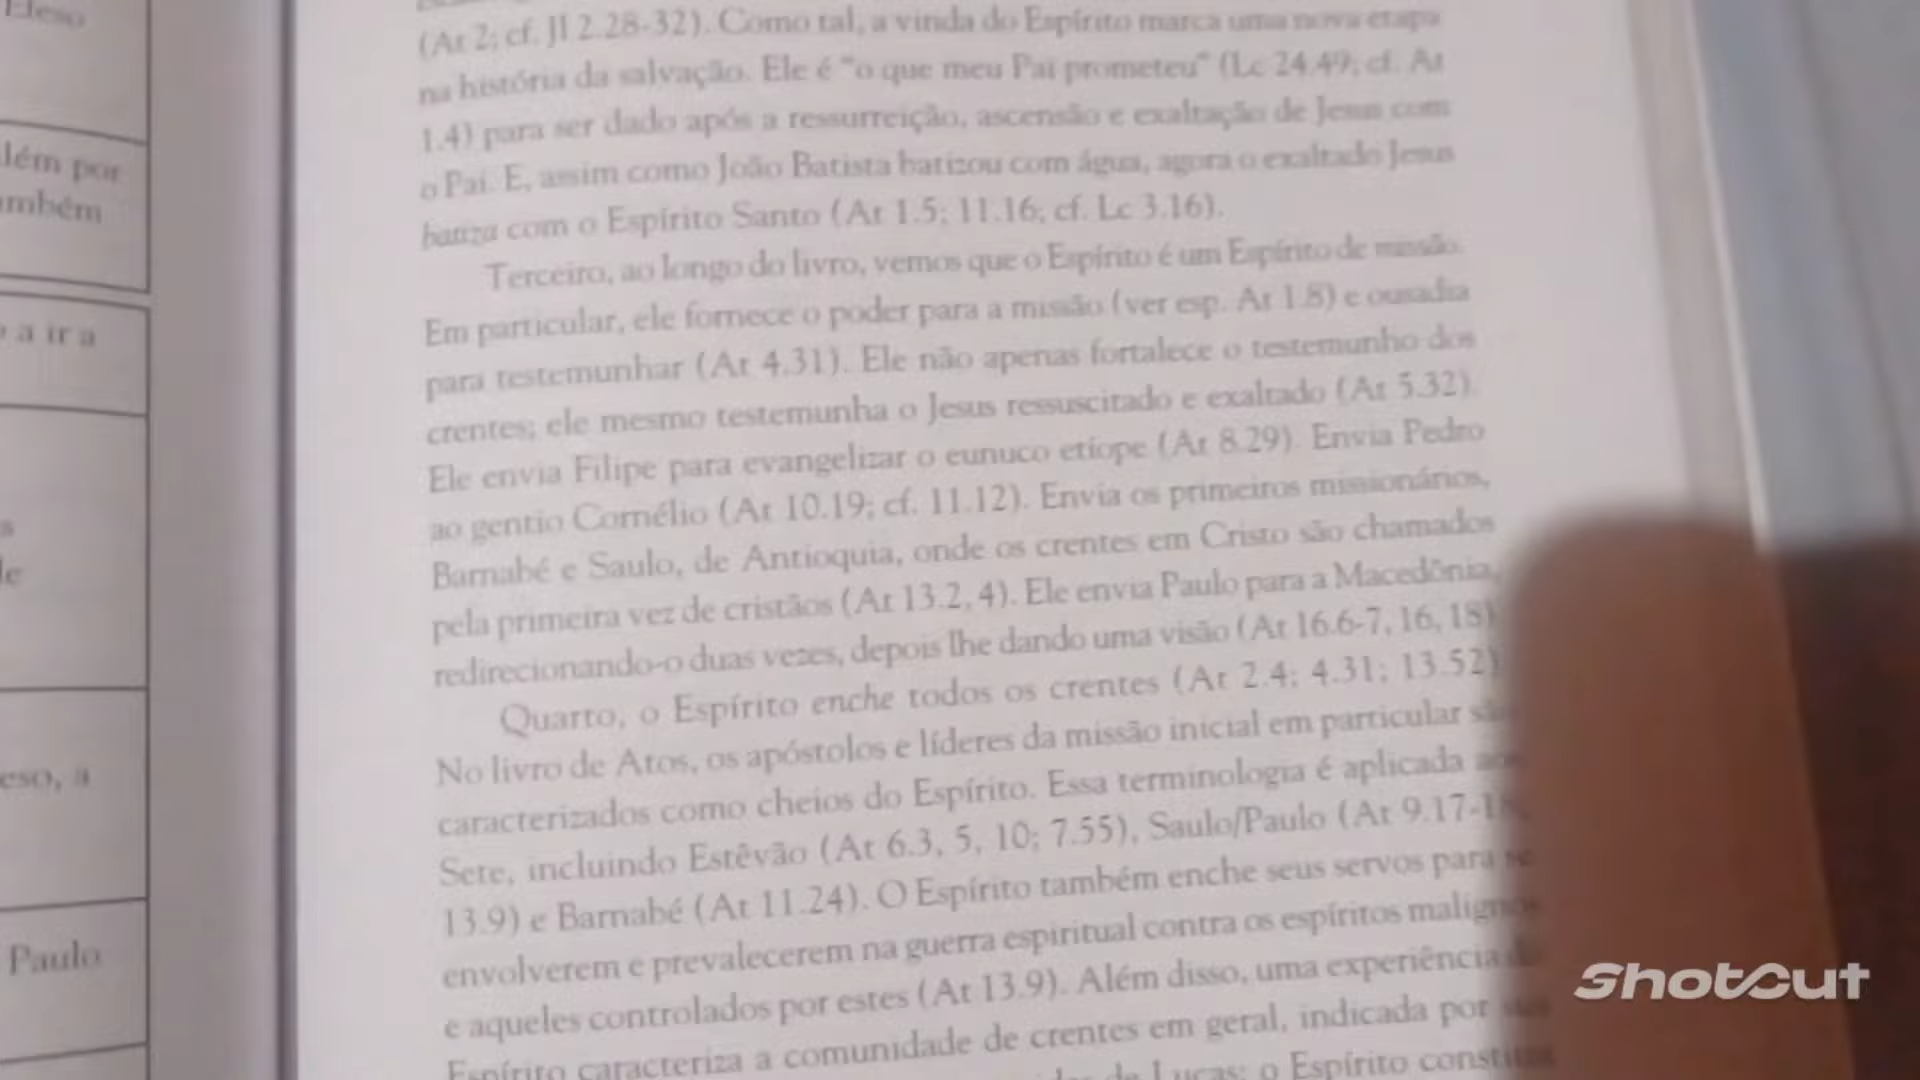 Efeso
lém por
ambém
a ir a
s
le
eso, a
Paulo
(At 2; cf. Jl 2.28-32). Como tal, a vinda do Espírito marca uma nova etapa
na história da salvação. Ele é “o que meu Pai prometeu” (Lc 24.49; cf. At
1.4) para ser dado após a ressurreição, ascensão e exaltação de Jesus com
o Pai. E, assim como João Batista batizou com água, agora o exaltado Jesus
batiza com o Espírito Santo (At 1.5; 11.16; cf. Lc 3.16).
Terceiro, ao longo do livro, vemos que o Espírito é um Espírito de missão.
Em particular, ele fornece o poder para a missão (ver esp. At 1.8) e ousadia
para testemunhar (At 4.31). Ele não apenas fortalece o testemunho dos
crentes; ele mesmo testemunha o Jesus ressuscitado e exaltado (At 5.32).
Ele envia Filipe para evangelizar o eunuco etíope (At 8.29). Envia Pedro
ao gentio Cornélio (At 10.19; cf. 11.12). Envia os primeiros missionários,
Barnabé e Saulo, de Antioquia, onde os crentes em Cristo são chamados
pela primeira vez de cristãos (At 13.2, 4). Ele envia Paulo para a Macedônia,
redirecionando-o duas vezes, depois lhe dando uma visão (At 16.6-7, 16, 18)
Quarto, o Espírito enche todos os crentes (At 2.4; 4.31; 13.52)
No livro de Atos, os apóstolos e líderes da missão inicial em particular
caracterizados como cheios do Espírito. Essa terminologia é aplicada
Sete, incluindo Estêvão (At 6.3, 5, 10; 7.55), Saulo/Paulo (At 9.17-1
13.9) e Barnabé (At 11.24). O Espírito também enche seus servos para se
envolverem e prevalecerem na guerra espiritual contra os espíritos malignos
e aqueles controlados por estes (At 13.9). Além disso, uma experiência
Espírito caracteriza a comunidade de crentes em geral, indicada por
de Lucas: o Espírito
Shotcut